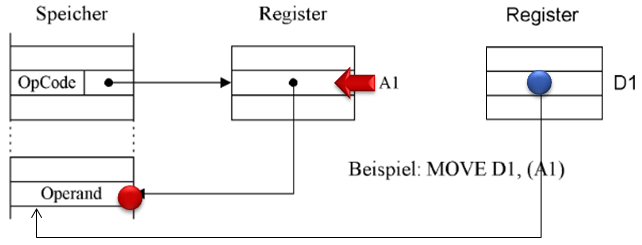 Speicher
Register
Register
OpCode
A1
D1
Beispiel: MOVE D1, (A1)
Operand